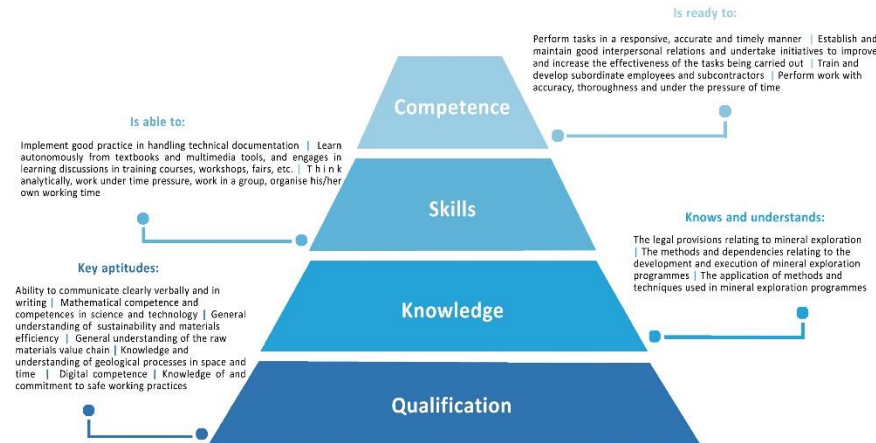 Is ready to:
Perform tasks in a responsive, accurate and timely manner | Establish and
maintain good interpersonal relations and undertake initiatives to improve
and increase the effectiveness of the tasks being carried out | Train and
develop subordinate employees and subcontractors | Perform work with
accuracy, thoroughness and under the pressure of time
Competence
Is able to:
Implement good practice in handling technical documentation | Learn
autonomously from textbooks and multimedia tools, and engages in
learning discussions in training courses, workshops, fairs, etc. | T h i n k
analytically, work under time pressure, work in a group, organise his/her
own working time
Skills
Knows and understands:
The legal provisions relating to mineral exploration
| The methods and dependencies relating to the
development and execution of mineral exploration
programmes | The application of methods and
techniques used in mineral exploration programmes
Knowledge
Key aptitudes:
Ability to communicate clearly verbally and in
writing | Mathematical competence and
competences in science and technology | General
understanding of sustainability and materials
efficiency | General understanding of the raw
materials value chain | Knowledge and
understanding of geological processes in space and
time | Digital competence | Knowledge of and
commitment to safe working practices
Qualification